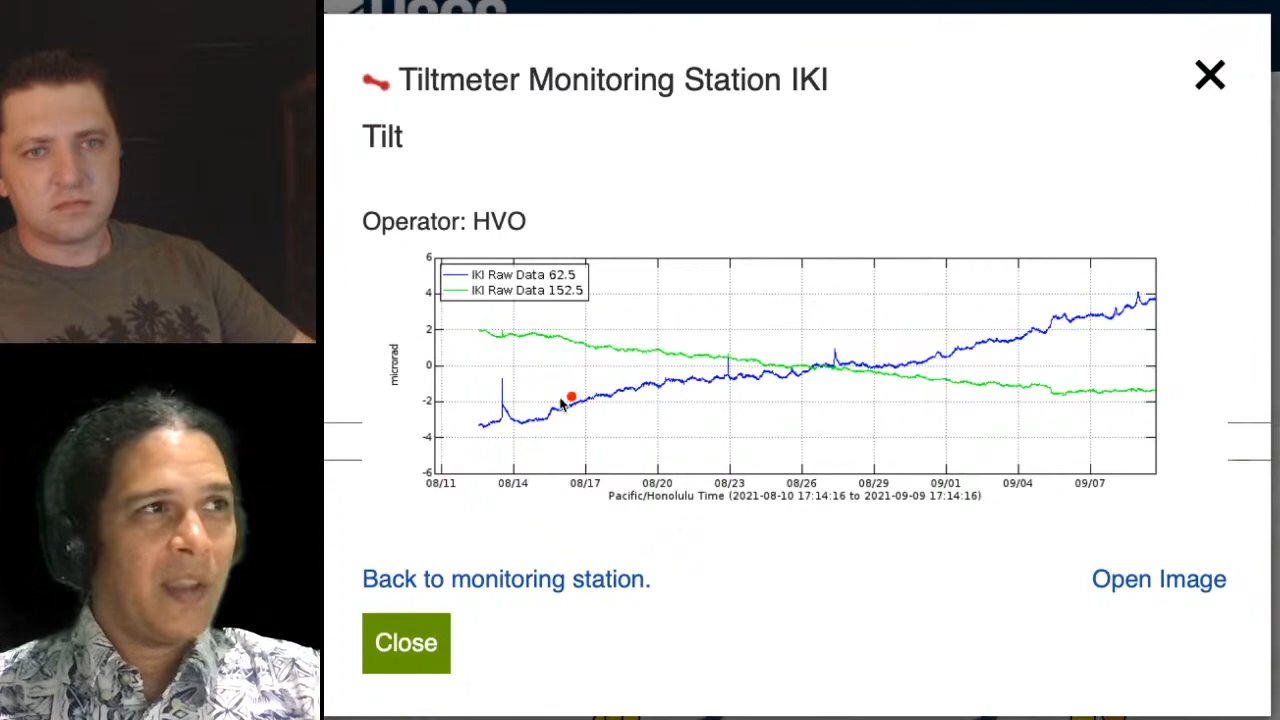 USGS
Tiltmeter Monitoring Station IKI
Tilt
Operator: HVO
IKI Raw Data 62.5
IKI Raw Data 152.5
microrad
6
4
2
0
-2
-4
-6
08/11 08/14 08/17 08/20 08/23 08/26 08/29 09/01 09/04 09/07
Pacific/Honolulu Time (2021-08-10 17:14:16 to 2021-09-09 17:14:16)
Back to monitoring station.
Open Image
Close